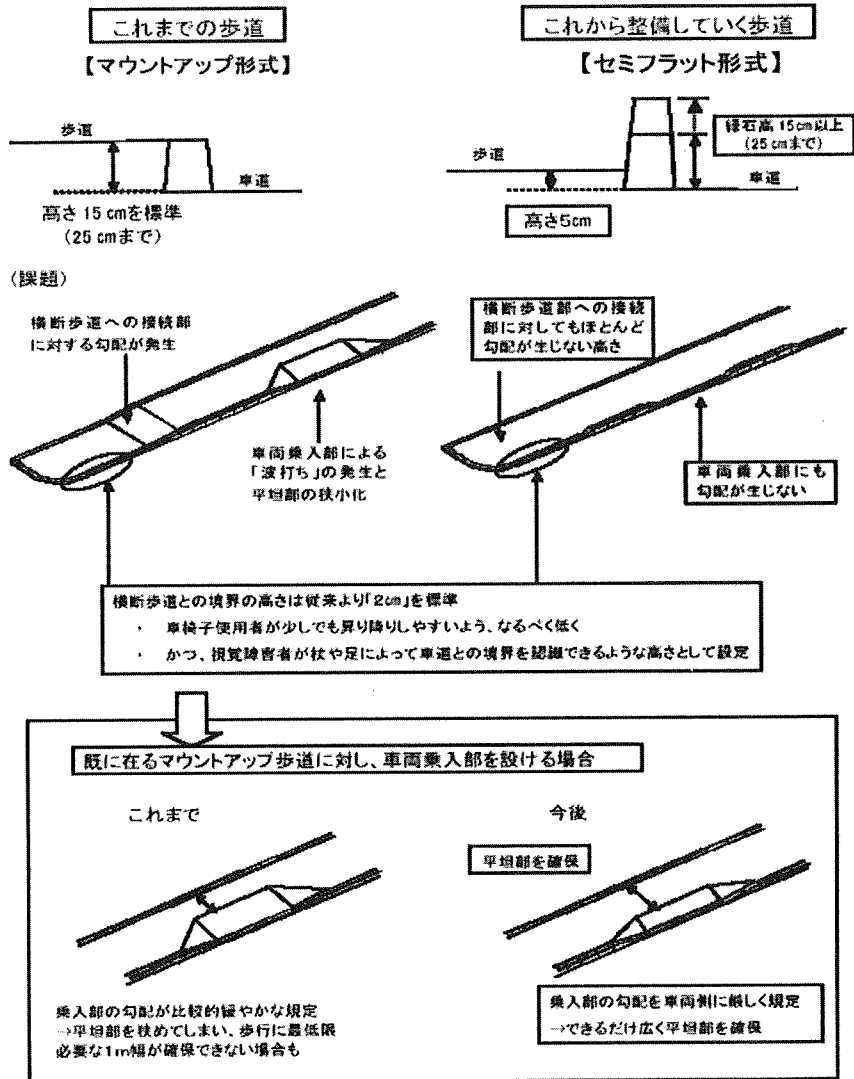 これまでの歩道
【マウントアップ形式】
歩道
車道
高さ 15 cmを標準
(25 cmまで)
これから整備していく歩道
【セミフラット形式】
縁石高 15cm以上
(25 cmまで)
歩道
車道
高さ5cm
(課題)
横断歩道への接続部
に対する勾配が発生
車両乗入部による
「波打ち」の発生と
平坦部の狭小化
横断歩道部への接続
部に対してもほとんど
勾配が生じない高さ
車両乗入部にも
勾配が生じない
横断歩道との境界の高さは従来より「2cm」を標準
・ 車椅子使用者が少しでも昇り降りしやすいよう、なるべく低く
・ かつ、視覚障害者が杖や足によって車道との境界を認識できるような高さとして設定
既に在るマウントアップ歩道に対し、車両乗入部を設ける場合
これまで
乗入部の勾配が比較的緩やかな規定
→平坦部を狭めてしまい、歩行に最低限
必要な1m幅が確保できない場合も
今後
平坦部を確保
乗入部の勾配を車両側に厳しく規定
→できるだけ広く平坦部を確保